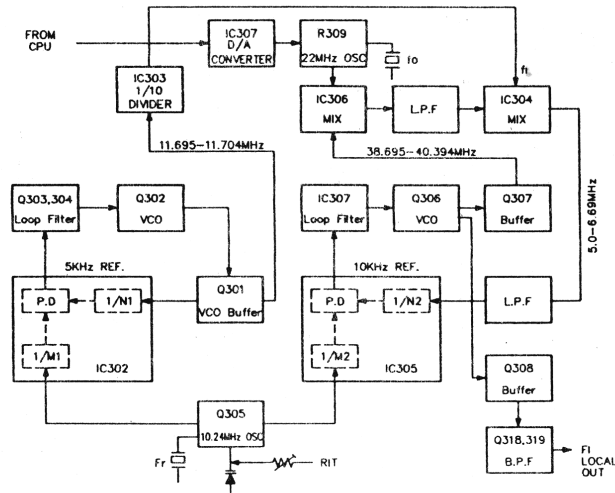 FROM
CPU
IC307
D/A
CONVERTER
R309
22MHz OSC
fo
ft
IC303
1/10
DIVIDER
IC306
MIX
L.P.F
IC304
MIX
11.695-11.704MHz
38.695-40.394MHz
5.0-6.69MHz
Q303,304
Loop Filter
Q302
VCO
IC307
Loop Filter
Q306
VCO
Q307
Buffer
5KHz REF.
10KHz REF.
P.D
1/N1
Q301
VCO Buffer
P.D
1/N2
L.P.F
1/M1
IC302
1/M2
IC305
Q308
Buffer
Q305
10.24MHz OSC
Fr
RIT
Q318,319
B.P.F
FI
LOCAL
OUT